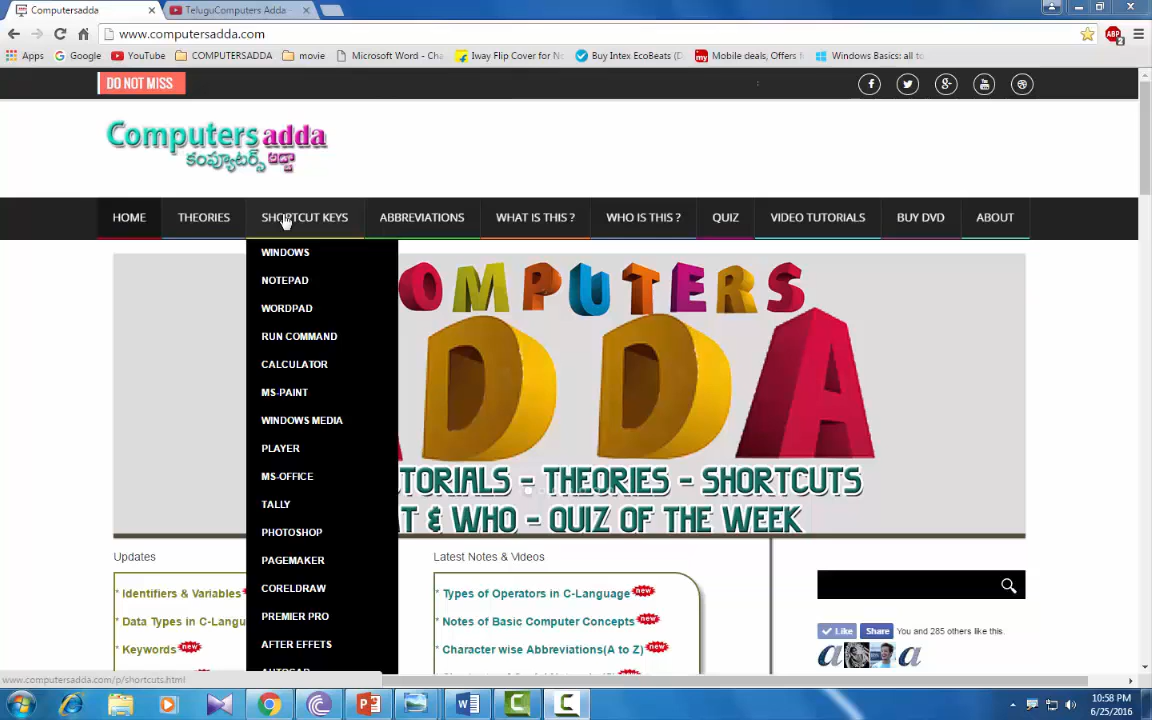 Computersadda
TeluguComputers Adda
www.computersadda.com
Apps Google YouTube COMPUTERSADDA movie Microsoft Word - Cha Iway Flip Cover for No Buy Intex EcoBeats (D Mobile deals, Offers Windows Basics: all to
DO NOT MISS
Computers adda
కంప్యూటర్స్ అడ్డా
HOME THEORIES SHORTCUT KEYS ABBREVIATIONS WHAT IS THIS ? WHO IS THIS ? QUIZ VIDEO TUTORIALS BUY DVD ABOUT
WINDOWS
NOTEPAD
WORDPAD
RUN COMMAND
CALCULATOR
MS-PAINT
WINDOWS MEDIA
PLAYER
MS-OFFICE
TALLY
PHOTOSHOP
PAGEMAKER
CORELDRAW
PREMIER PRO
AFTER EFFETS
AUTOCAD
OMPUTERS
DDA
TORIALS - THEORIES - SHORTCUTS
T & WHO - QUIZ OF THE WEEK
Updates
* Identifiers & Variables new
* Data Types in C-Langu
* Keywords new
Latest Notes & Videos
* Types of Operators in C-Language new
* Notes of Basic Computer Concepts new
* Character wise Abbreviations(A to Z) new
Like Share You and 285 others like this.
www.computersadda.com/p/shortcuts.html
10:58 PM
6/25/2016